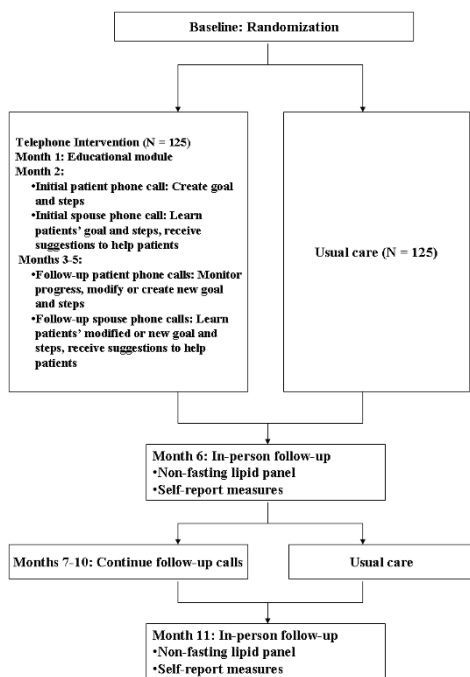 Baseline: Randomization
Telephone Intervention (N = 125)
Month 1: Educational module
Month 2:
•Initial patient phone call: Create goal
and steps
•Initial spouse phone call: Learn
patients' goal and steps, receive
suggestions to help patients
Months 3-5:
•Follow-up patient phone calls: Monitor
progress, modify or create new goal
and steps
•Follow-up spouse phone calls: Learn
patients' modified or new goal and
steps, receive suggestions to help
patients
Usual care (N = 125)
Month 6: In-person follow-up
•Non-fasting lipid panel
•Self-report measures
Months 7-10: Continue follow-up calls
Usual care
Month 11: In-person follow-up
•Non-fasting lipid panel
•Self-report measures